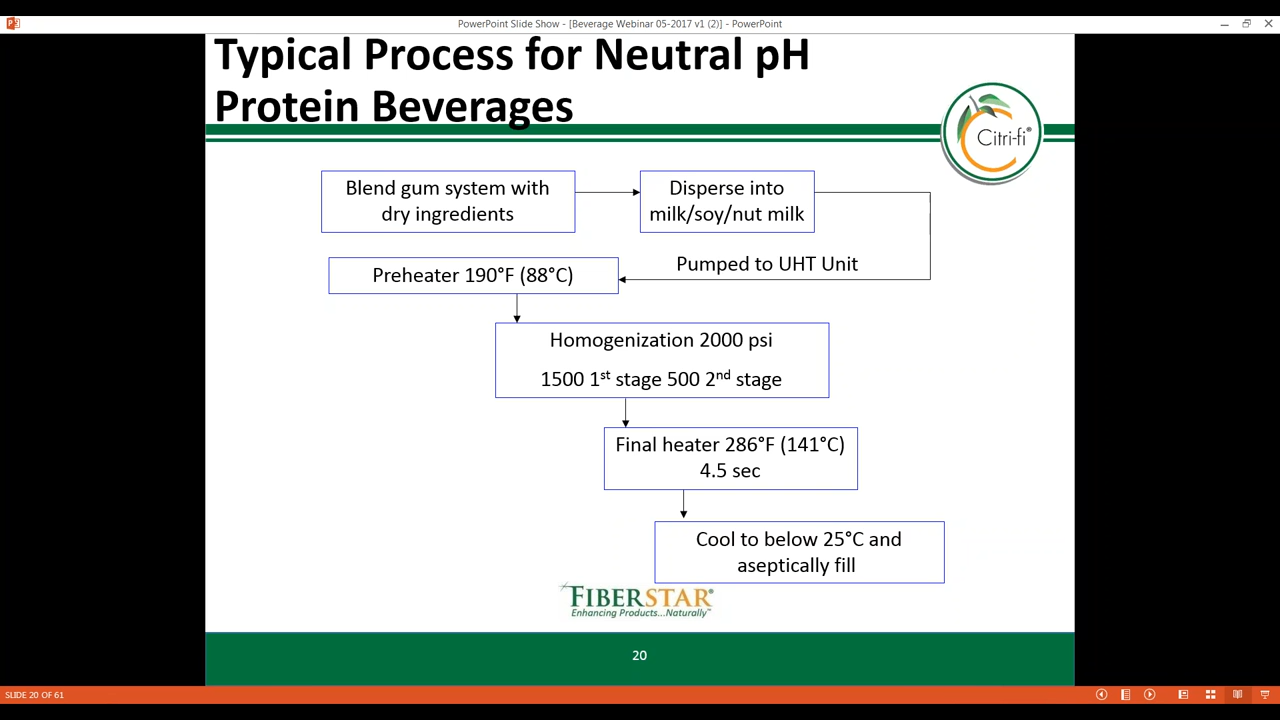 PowerPoint Slide Show - [Beverage Webinar 05-2017 v1 (2)] - PowerPoint
Typical Process for Neutral pH
Protein Beverages
Citri-fi®
Blend gum system with
dry ingredients
Disperse into
milk/soy/nut milk
Pumped to UHT Unit
Preheater 190°F (88°C)
Homogenization 2000 psi
1500 1st stage 500 2nd stage
Final heater 286°F (141°C)
4.5 sec
Cool to below 25°C and
aseptically fill
FIBERSTAR®
Enhancing Products...Naturally™
20
SLIDE 20 OF 61